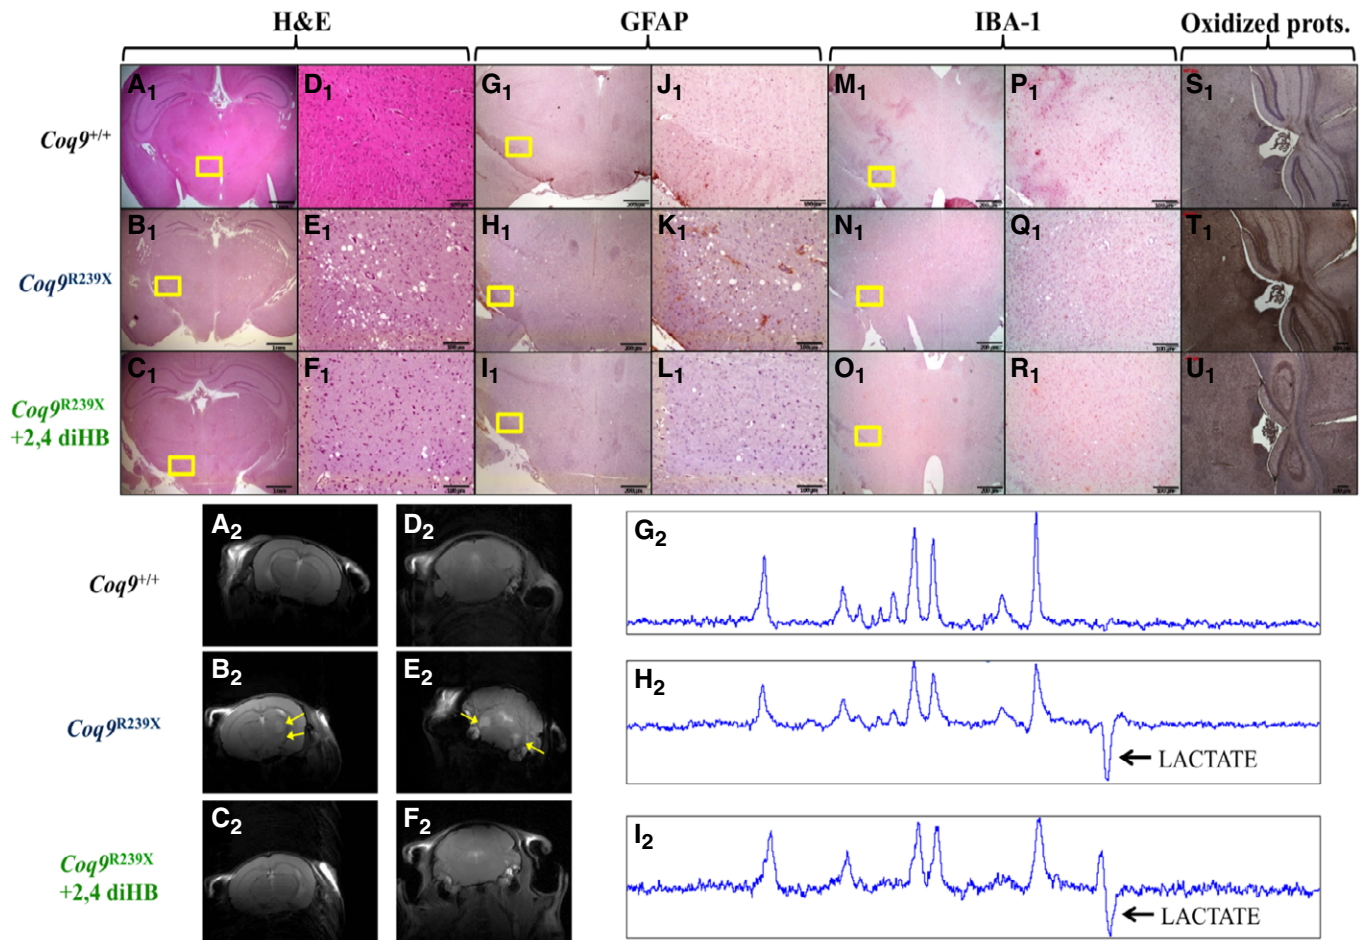 H&E GFAP IBA-1 Oxidized prots.
A1 D1 G1 J1 M1 P1 S1
Coq9+/+
B1 E1 H1 K1 N1 Q1 T1
Coq9R239X
C1 F1 I1 L1 O1 R1 U1
Coq9R239X
+2,4 diHB
A2 D2 G2
Coq9+/+
B2 E2 H2
Coq9R239X
LACTATE
C2 F2 I2
Coq9R239X
+2,4 diHB
LACTATE